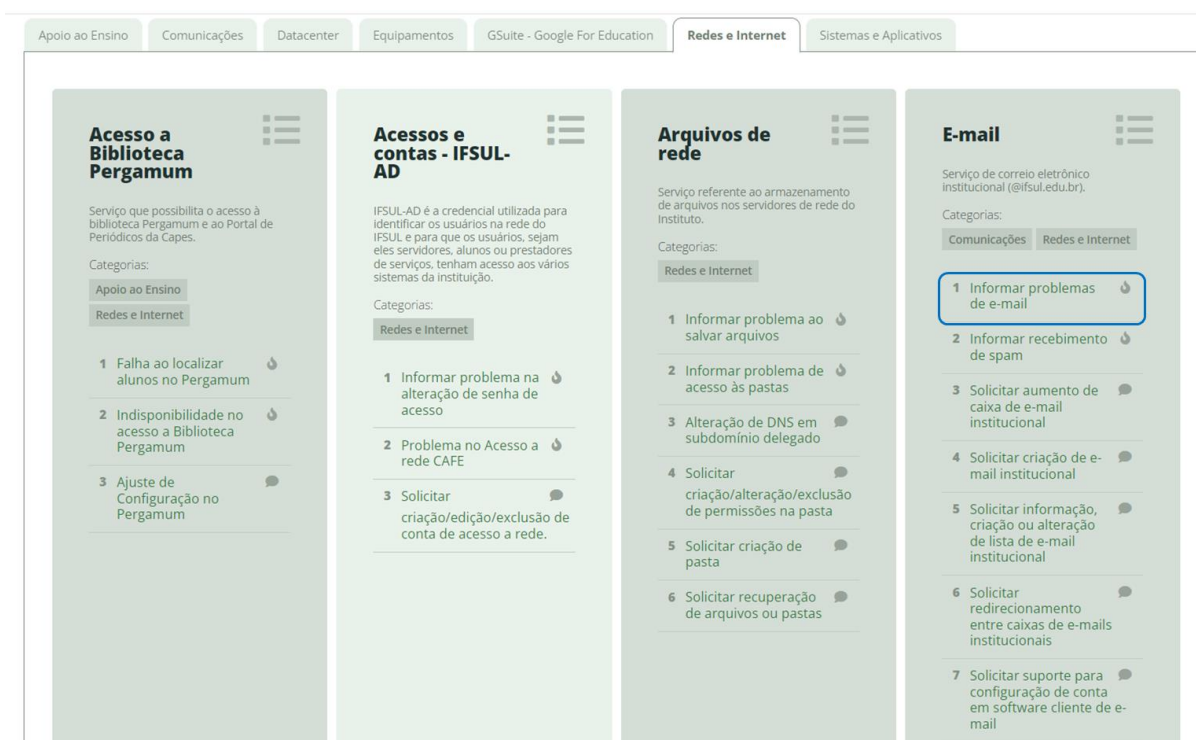 Apoio ao Ensino
Comunicações
Datacenter
Equipamentos
GSuite - Google For Education
Redes e Internet
Sistemas e Aplicativos
Acesso a
Biblioteca
Pergamum
Serviço que possibilita o acesso à
biblioteca Pergamum e ao Portal de
Periódicos da Capes.
Categorias:
Apoio ao Ensino
Redes e Internet
1 Falha ao localizar
alunos no Pergamum
2 Indisponibilidade no
acesso a Biblioteca
Pergamum
3 Ajuste de
Configuração no
Pergamum
Acessos e
contas - IFSUL-
AD
IFSUL-AD é a credencial utilizada para
identificar os usuários na rede do
IFSUL e para que os usuários, sejam
eles servidores, alunos ou prestadores
de serviços, tenham acesso aos vários
sistemas da instituição.
Categorias:
Redes e Internet
1 Informar problema na
alteração de senha de
acesso
2 Problema no Acesso a
rede CAFE
3 Solicitar
criação/edição/exclusão de
conta de acesso a rede.
Arquivos de
rede
Serviço referente ao armazenamento
de arquivos nos servidores de rede do
Instituto.
Categorias:
Redes e Internet
1 Informar problema ao
salvar arquivos
2 Informar problema de
acesso às pastas
3 Alteração de DNS em
subdomínio delegado
4 Solicitar
criação/alteração/exclusão
de permissões na pasta
5 Solicitar criação de
pasta
6 Solicitar recuperação
de arquivos ou pastas
E-mail
Serviço de correio eletrônico
institucional (@ifsul.edu.br).
Categorias:
Comunicações Redes e Internet
1 Informar problemas
de e-mail
2 Informar recebimento
de spam
3 Solicitar aumento de
caixa de e-mail
institucional
4 Solicitar criação de e-
mail institucional
5 Solicitar informação,
criação ou alteração
de lista de e-mail
institucional
6 Solicitar
redirecionamento
entre caixas de e-mails
institucionais
7 Solicitar suporte para
configuração de conta
em software cliente de e-
mail